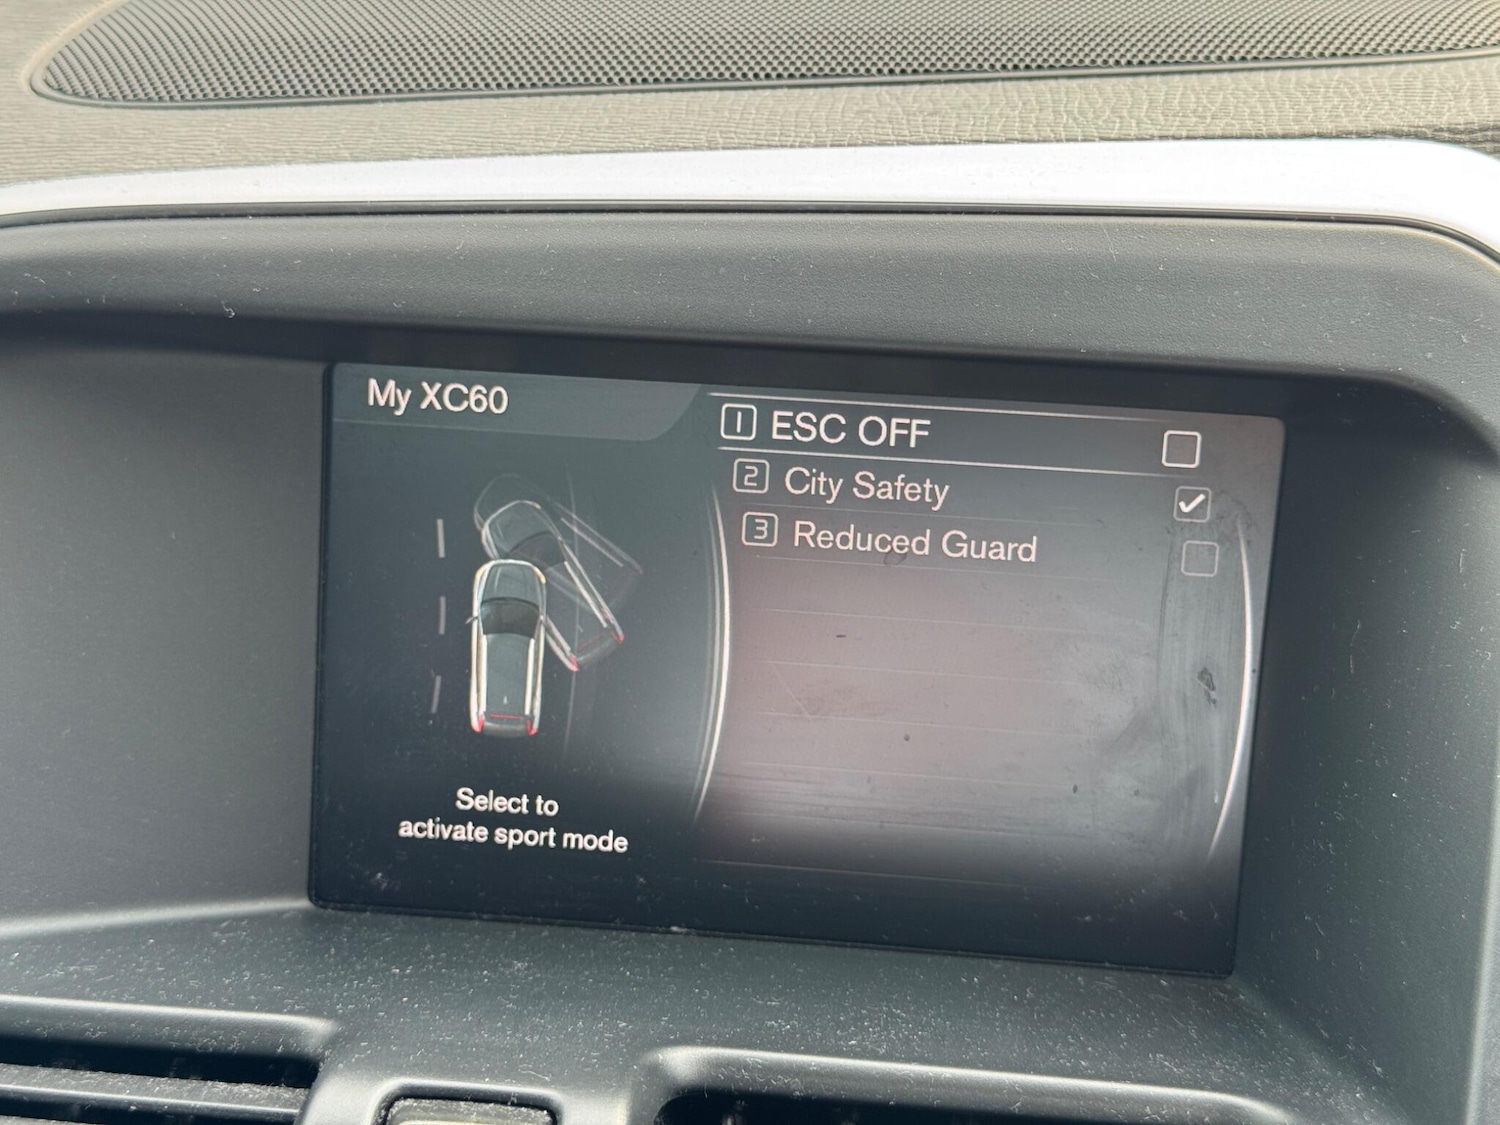 My XC60
1 ESC OFF
2 City Safety
3 Reduced Guard
Select to
activate sport mode